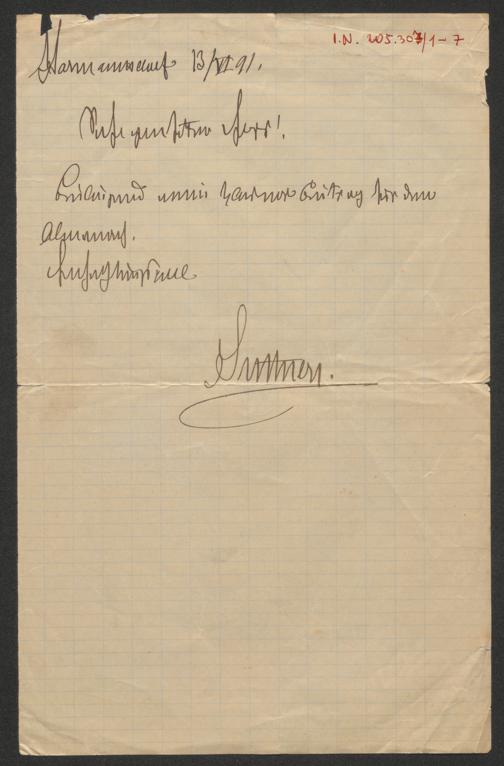 I.N. 205.307/1-7
Harmannsdorf 13/VI 91.
Sehr geehrter Herr!
Beiliegend mein kleiner Beitrag für den
Almanach.
Hochachtungsvoll
Suttner.